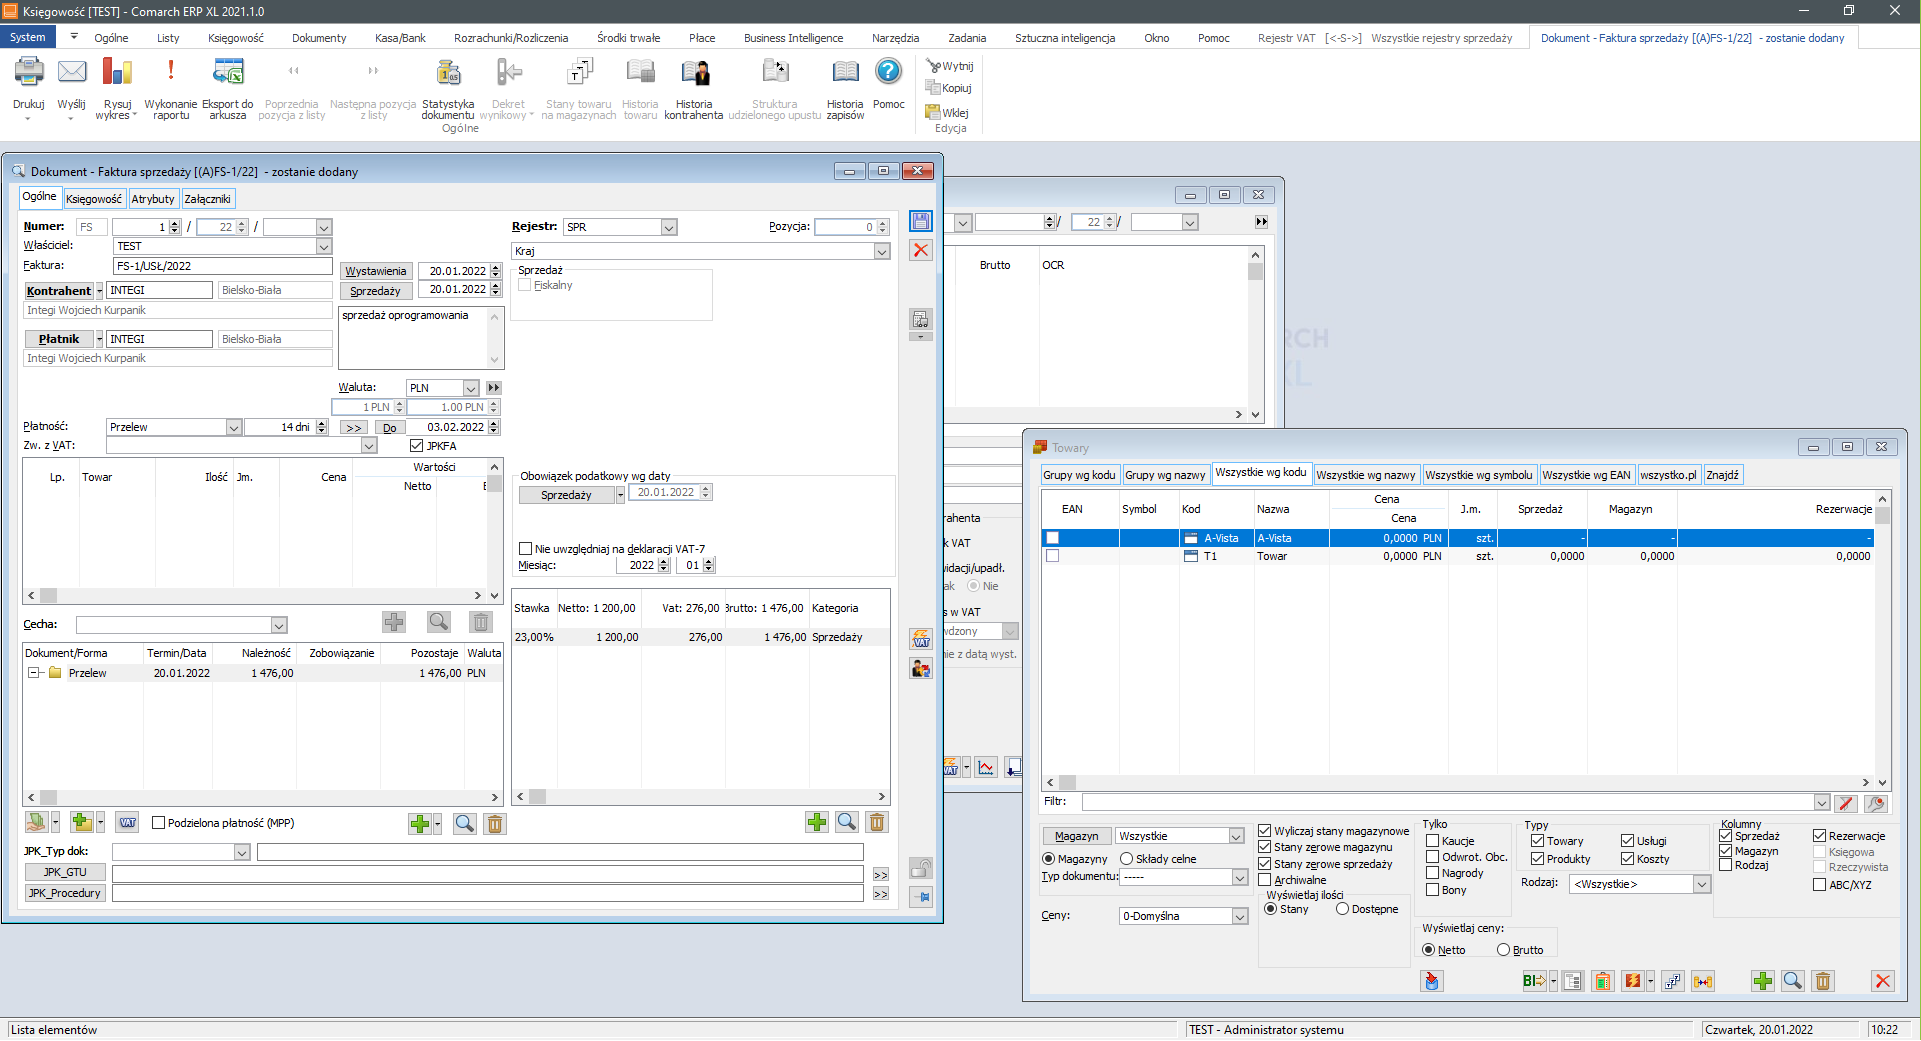 Księgowość [TEST] - Comarch ERP XL 2021.1.0
System Ogólne Listy Księgowość Dokumenty Kasa/Bank Rozrachunki/Rozliczenia Środki trwałe Płace Business Intelligence Narzędzia Zadania Sztuczna inteligencja Okno Pomoc Rejestr VAT [<-S->] Wszystkie rejestry sprzedaży Dokument - Faktura sprzedaży [(A)FS-1/22] - zostanie dodany
Drukuj Wyślij Rysuj wykres Wykonanie raportu Eksport do arkusza Poprzednia pozycja z listy Następna pozycja z listy Statystyka dokumentu Dekret wynikowy Stany towaru na magazynach Historia towaru Historia kontrahenta Struktura udzielonego upustu Historia zapisów Pomoc
Wytnij
Kopiuj
Wklej
Ogólne Edycja
Dokument - Faktura sprzedaży [(A)FS-1/22] - zostanie dodany
Ogólne Księgowość Atrybuty Załączniki
Numer: FS 1 / 22 / Rejestr: SPR Pozycja: 0
Właściciel: TEST
Kraj
Faktura: FS-1/USŁ/2022
Wystawienia 20.01.2022
Sprzedaż
Kontrahent INTEGI Bielsko-Biała Sprzedaży 20.01.2022
Fiskalny
Integi Wojciech Kurpanik
sprzedaż oprogramowania
Płatnik INTEGI Bielsko-Biała
Integi Wojciech Kurpanik
Waluta: PLN
1 PLN 1.00 PLN
Płatność: Przelew 14 dni >> Do 03.02.2022
Zw. z VAT: JPKFA
Lp. Towar Ilość Jm. Cena Wartości
Netto
Obowiązek podatkowy wg daty
Sprzedaży 20.01.2022
Nie uwzględniaj na deklaracji VAT-7
Miesiąc: 2022 01
Stawka Netto: 1 200,00 Vat: 276,00 Brutto: 1 476,00 Kategoria
23,00% 1 200,00 276,00 1 476,00 Sprzedaży
Cecha:
Dokument/Forma Termin/Data Należność Zobowiązanie Pozostaje Waluta
Przelew 20.01.2022 1 476,00 1 476,00 PLN
VAT Podzielona płatność (MPP)
VAT
JPK_Typ dok:
JPK_GTU >>
JPK_Procedury >>
/ 22 /
Brutto OCR
RCH
XL
VAT
nie z datą wyst.
Nie
Towary
Grupy wg kodu Grupy wg nazwy Wszystkie wg kodu Wszystkie wg nazwy Wszystkie wg symbolu Wszystkie wg EAN wszystko.pl Znajdź
EAN Symbol Kod Nazwa Cena J.m. Sprzedaż Magazyn Rezerwacje
Cena
A-Vista A-Vista 0,0000 PLN szt. - - -
T1 Towar 0,0000 PLN szt. 0,0000 0,0000 0,0000
Filtr:
Magazyn Wszystkie
Magazyny Składy celne
Typ dokumentu: -----
Ceny: 0-Domyślna
Wyliczaj stany magazynowe
Stany zerowe magazynu
Stany zerowe sprzedaży
Archiwalne
Wyświetlaj ilości
Stany Dostępne
Tylko
Kaucje
Odwrot. Obc.
Nagrody
Bony
Typy
Towary Usługi
Produkty Koszty
Rodzaj: <Wszystkie>
Kolumny
Sprzedaż Rezerwacje
Magazyn Księgowa
Rodzaj Rzeczywista
ABC/XYZ
Wyświetlaj ceny:
Netto Brutto
BI
Lista elementów TEST - Administrator systemu Czwartek, 20.01.2022 10:22